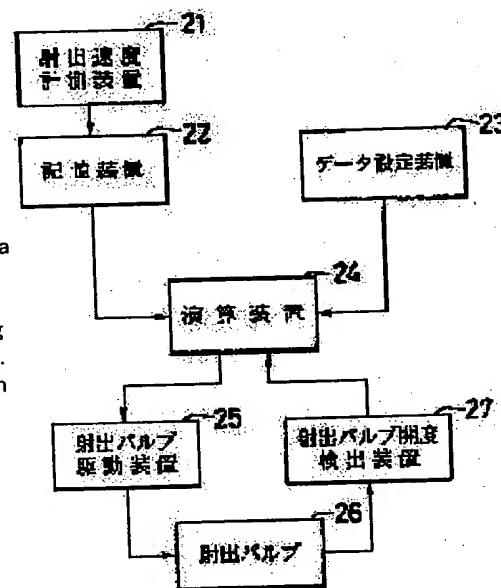 21
射出速度
計測装置
22
記憶装置
23
データ設定装置
a
24
演算装置
g
.
n
25
射出バルブ
駆動装置
27
射出バルブ開度
検出装置
26
射出バルブ